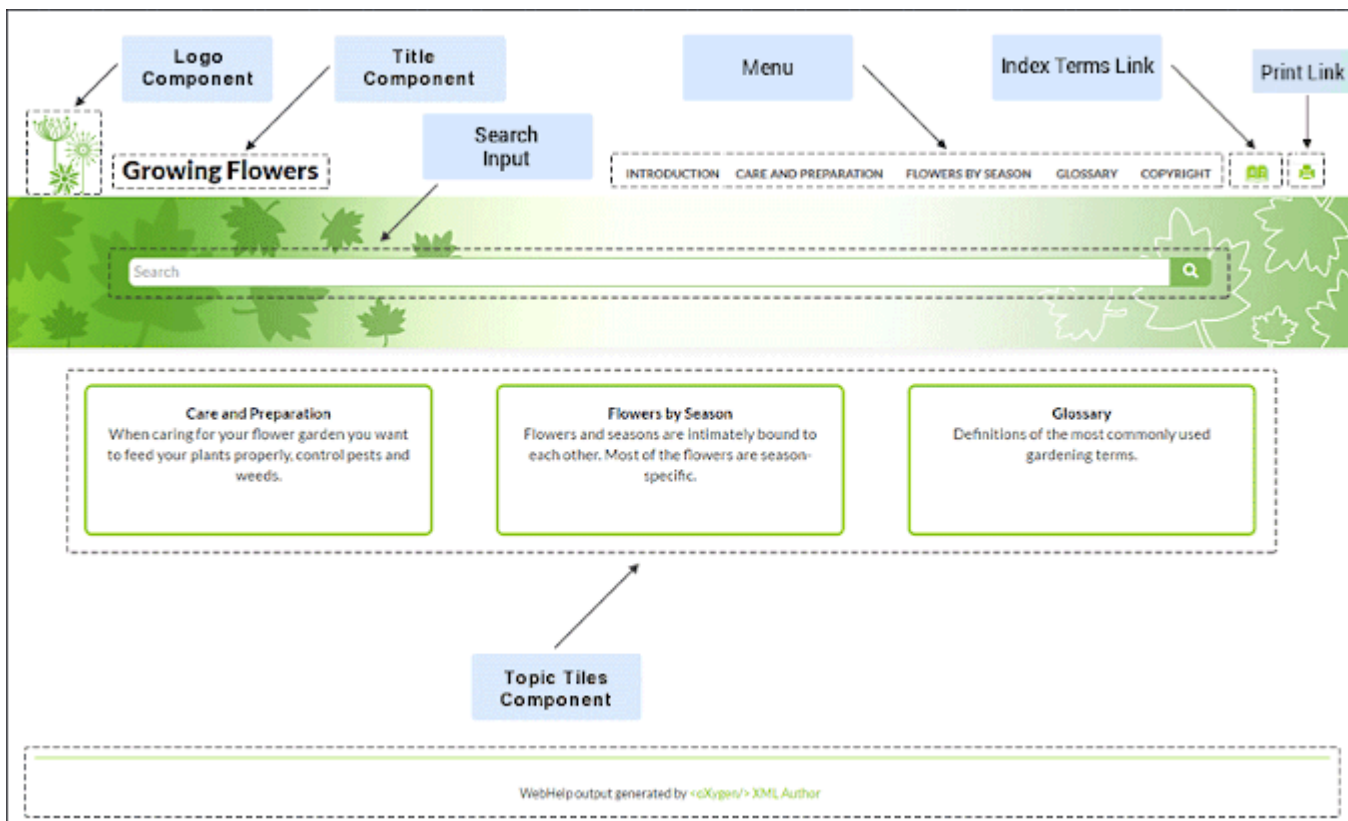 Logo
Component
Title
Component
Menu
Index Terms Link
Print Link
Search
Input
Growing Flowers
INTRODUCTION CARE AND PREPARATION FLOWERS BY SEASON GLOSSARY COPYRIGHT
Search
Care and Preparation
When caring for your flower garden you want
to feed your plants properly, control pests and
weeds.
Flowers by Season
Flowers and seasons are intimately bound to
each other. Most of the flowers are season-
specific.
Glossary
Definitions of the most commonly used
gardening terms.
Topic Tiles
Component
WebHelp output generated by <oXygen/> XML Author